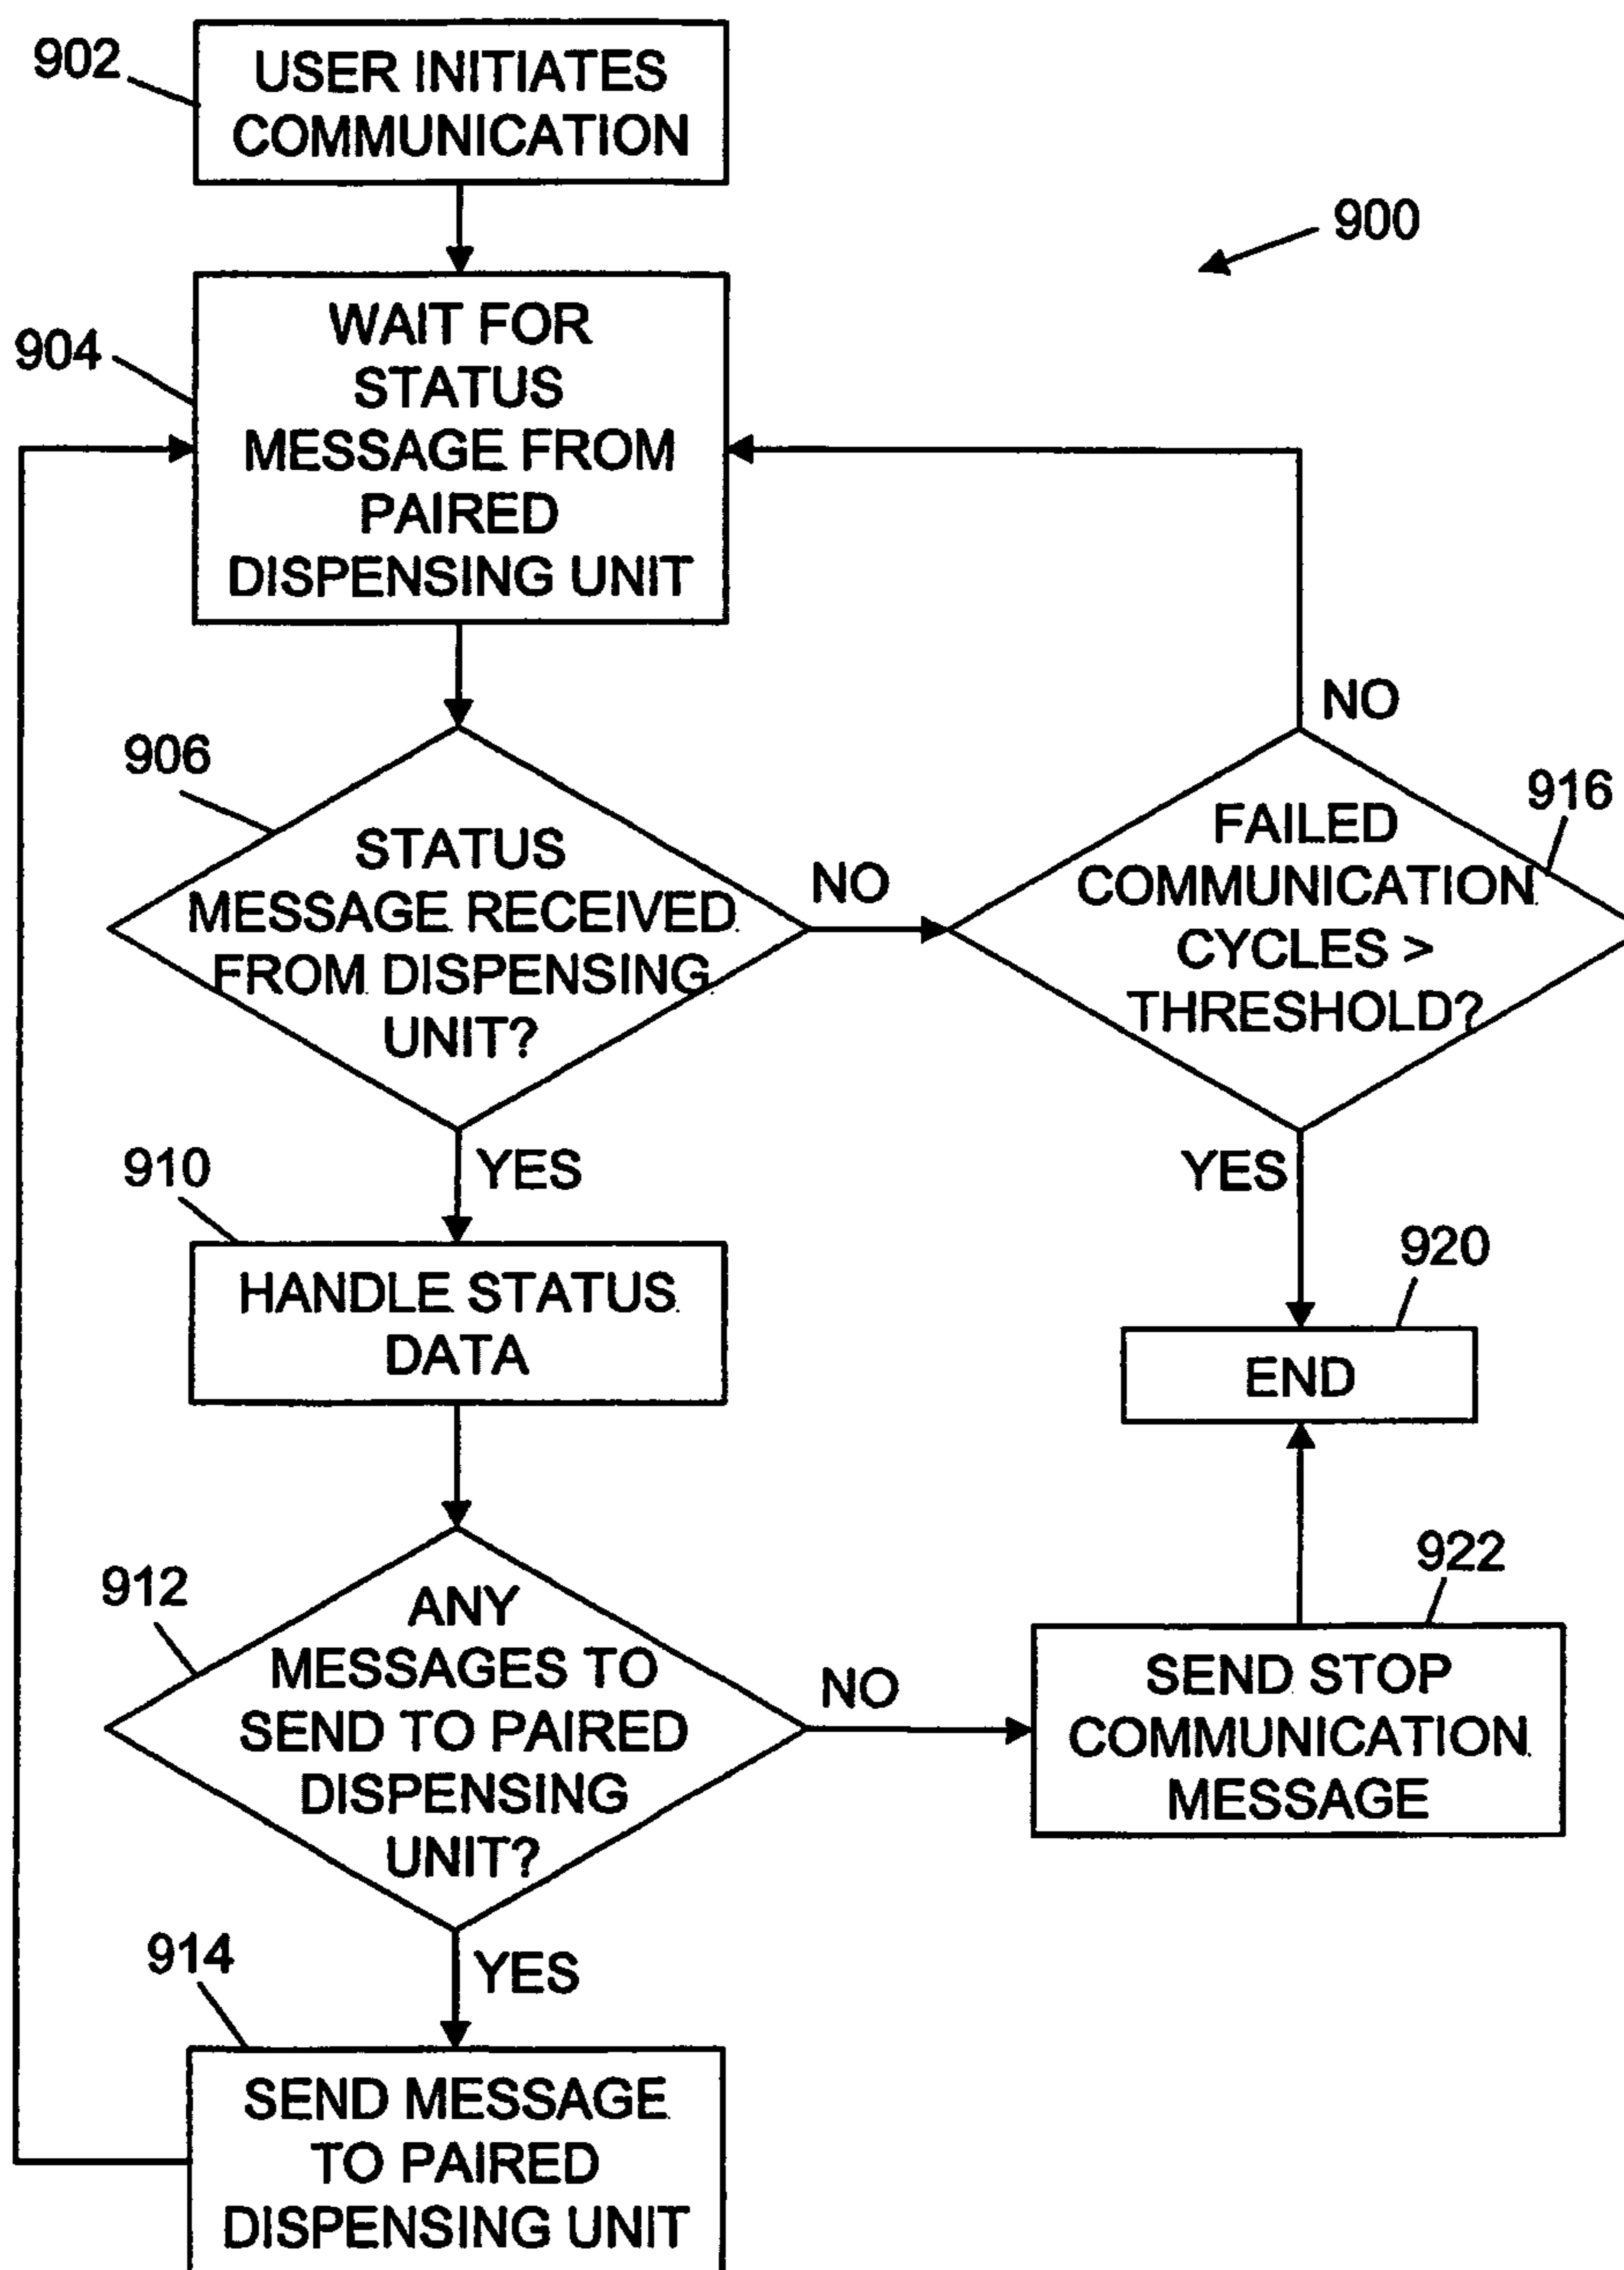 902
USER INITIATES
COMMUNICATION
900
904
WAIT FOR
STATUS
MESSAGE FROM
PAIRED
DISPENSING UNIT
906
STATUS
MESSAGE RECEIVED
FROM DISPENSING
UNIT?
NO
NO
916
FAILED
COMMUNICATION
CYCLES >
THRESHOLD?
YES
YES
910
HANDLE STATUS
DATA
920
END
912
ANY
MESSAGES TO
SEND TO PAIRED
DISPENSING
UNIT?
NO
922
SEND STOP
COMMUNICATION
MESSAGE
YES
914
SEND MESSAGE
TO PAIRED
DISPENSING UNIT